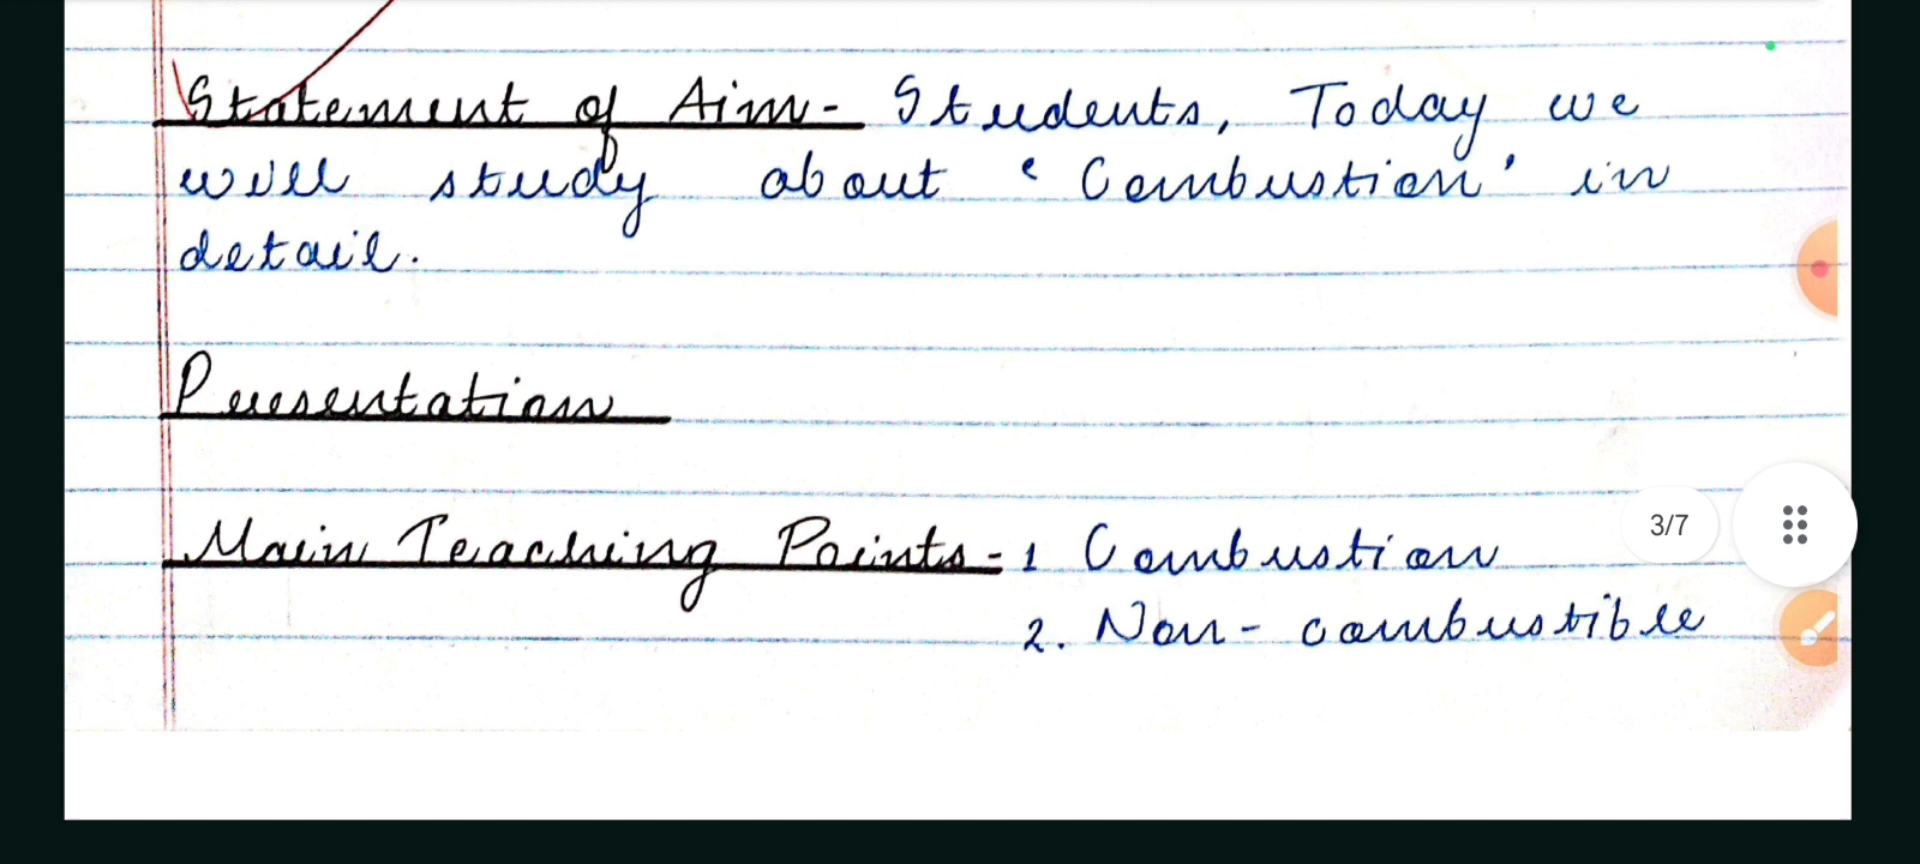 Statement of Aim- Students, Today we
will study about 'Combustion' in
detail.
Presentation
Main Teaching Points- 1 Combustion
2. Non- combustible
3/7